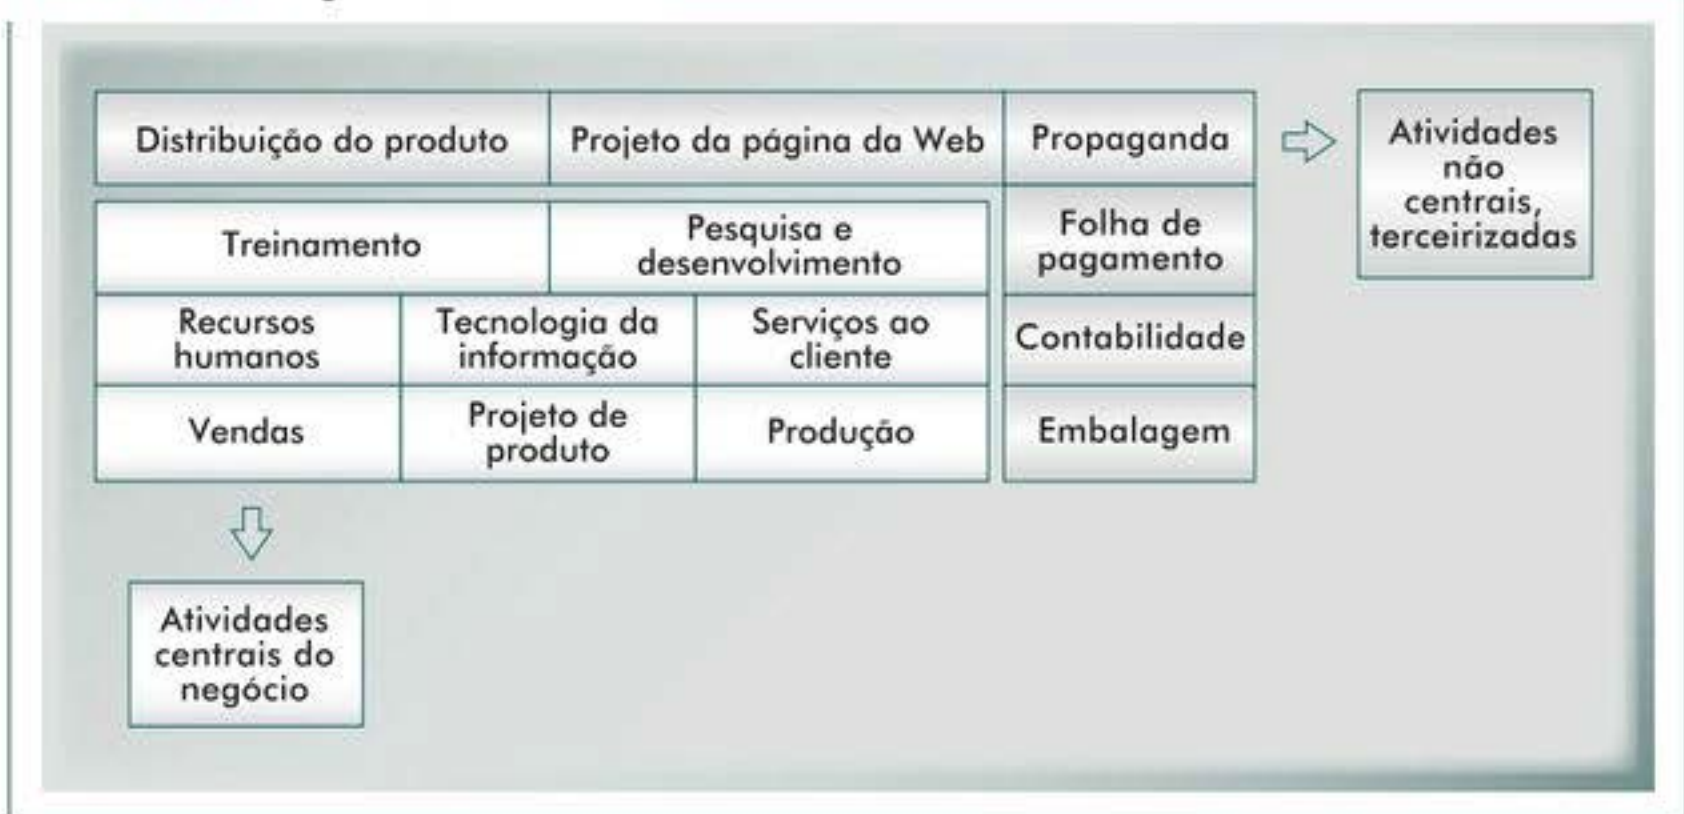 Distribuição do produto
Projeto da página da Web
Propaganda
Atividades
não
centrais,
terceirizadas
Treinamento
Pesquisa e
desenvolvimento
Folha de
pagamento
Recursos
humanos
Tecnologia da
informação
Serviços ao
cliente
Contabilidade
Vendas
Projeto de
produto
Produção
Embalagem
Atividades
centrais do
negócio